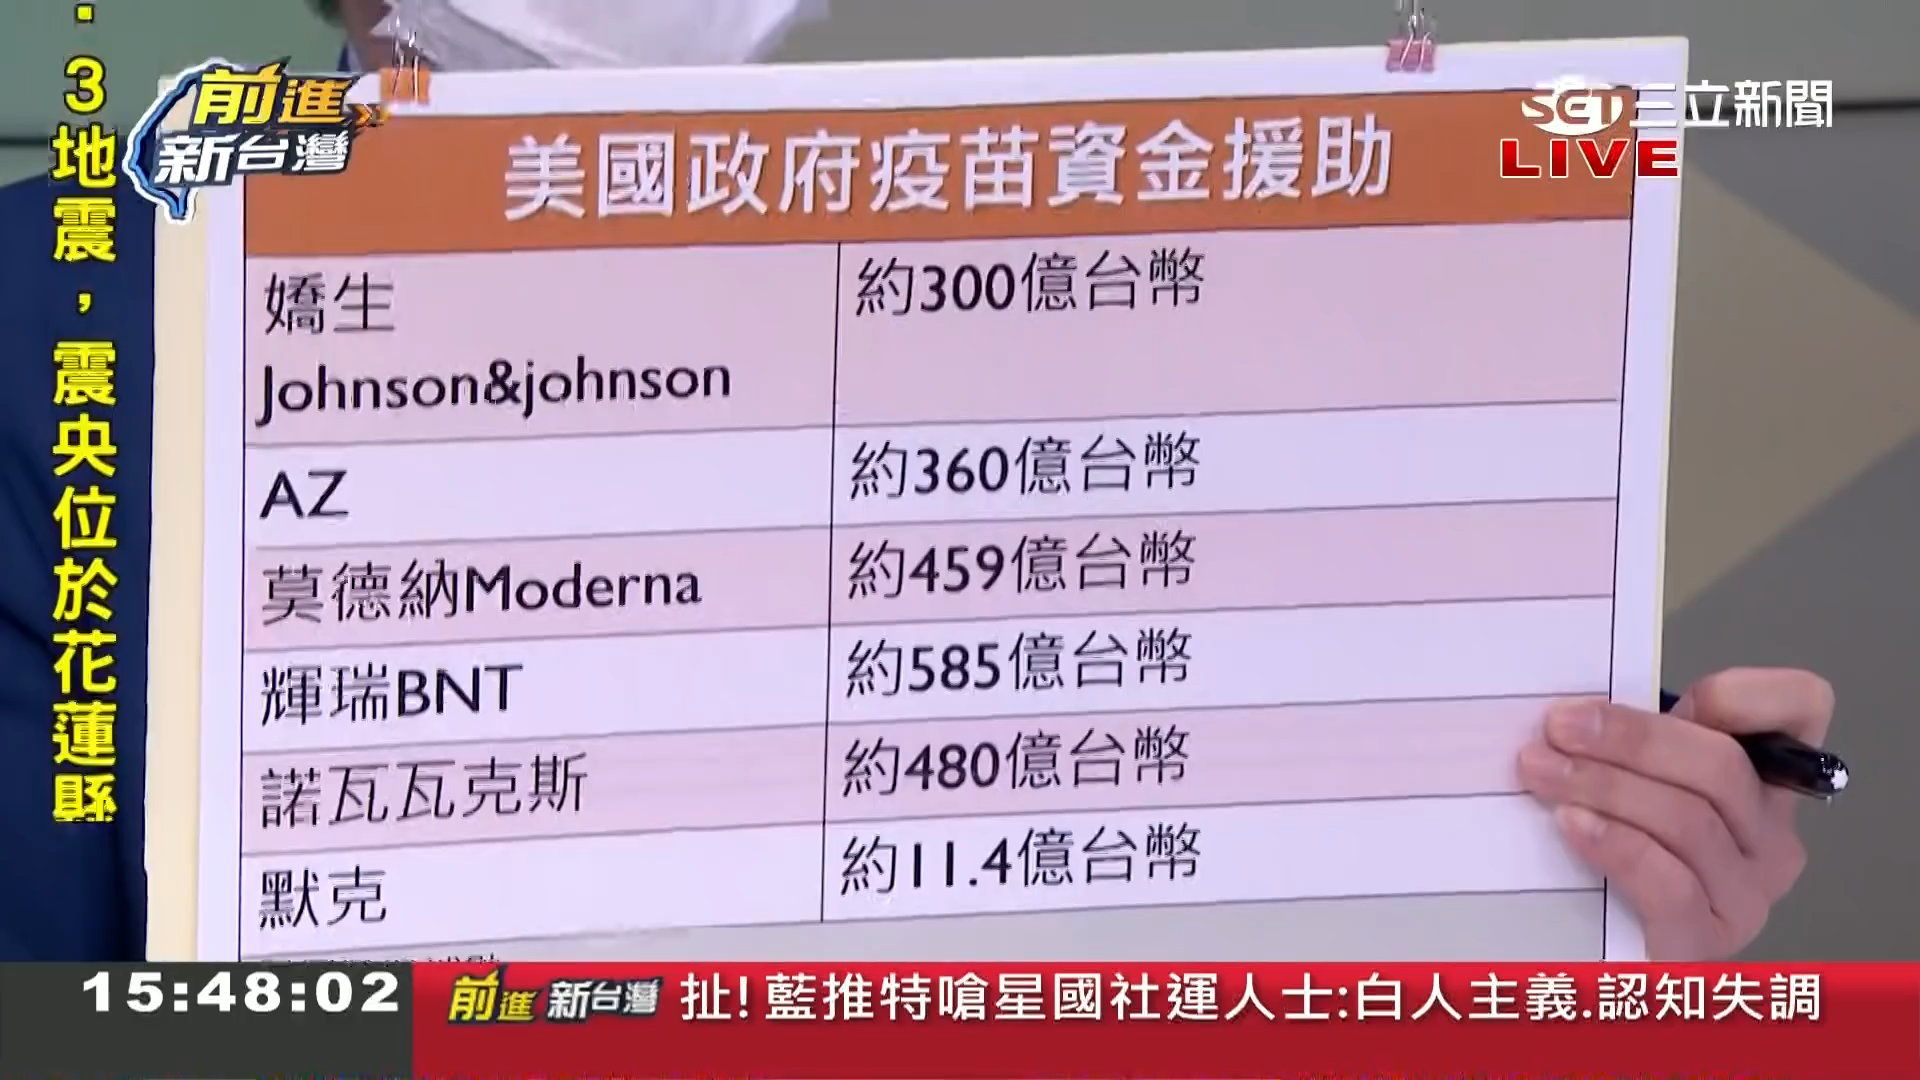 .3地震，震央位於花蓮縣
前進
新台灣
SET三立新聞
LIVE
美國政府疫苗資金援助
嬌生
Johnson&johnson
約300億台幣
AZ
約360億台幣
莫德納Moderna
約459億台幣
輝瑞BNT
約585億台幣
諾瓦瓦克斯
約480億台幣
默克
約11.4億台幣
15:48:02
前進新台灣
扯!藍推特嗆星國社運人士:白人主義.認知失調